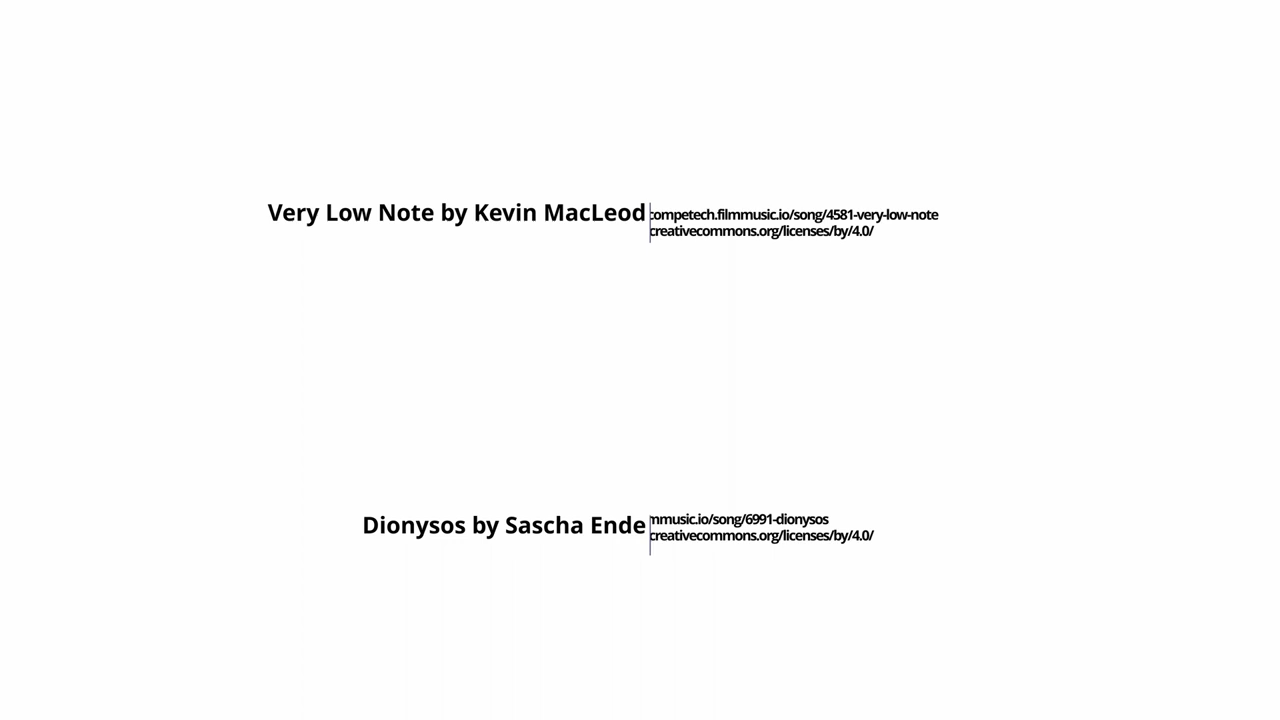 Very Low Note by Kevin MacLeod
competech.filmmusic.io/song/4581-very-low-note
creativecommons.org/licenses/by/4.0/
Dionysos by Sascha Ende
mmusic.io/song/6991-dionysos
creativecommons.org/licenses/by/4.0/